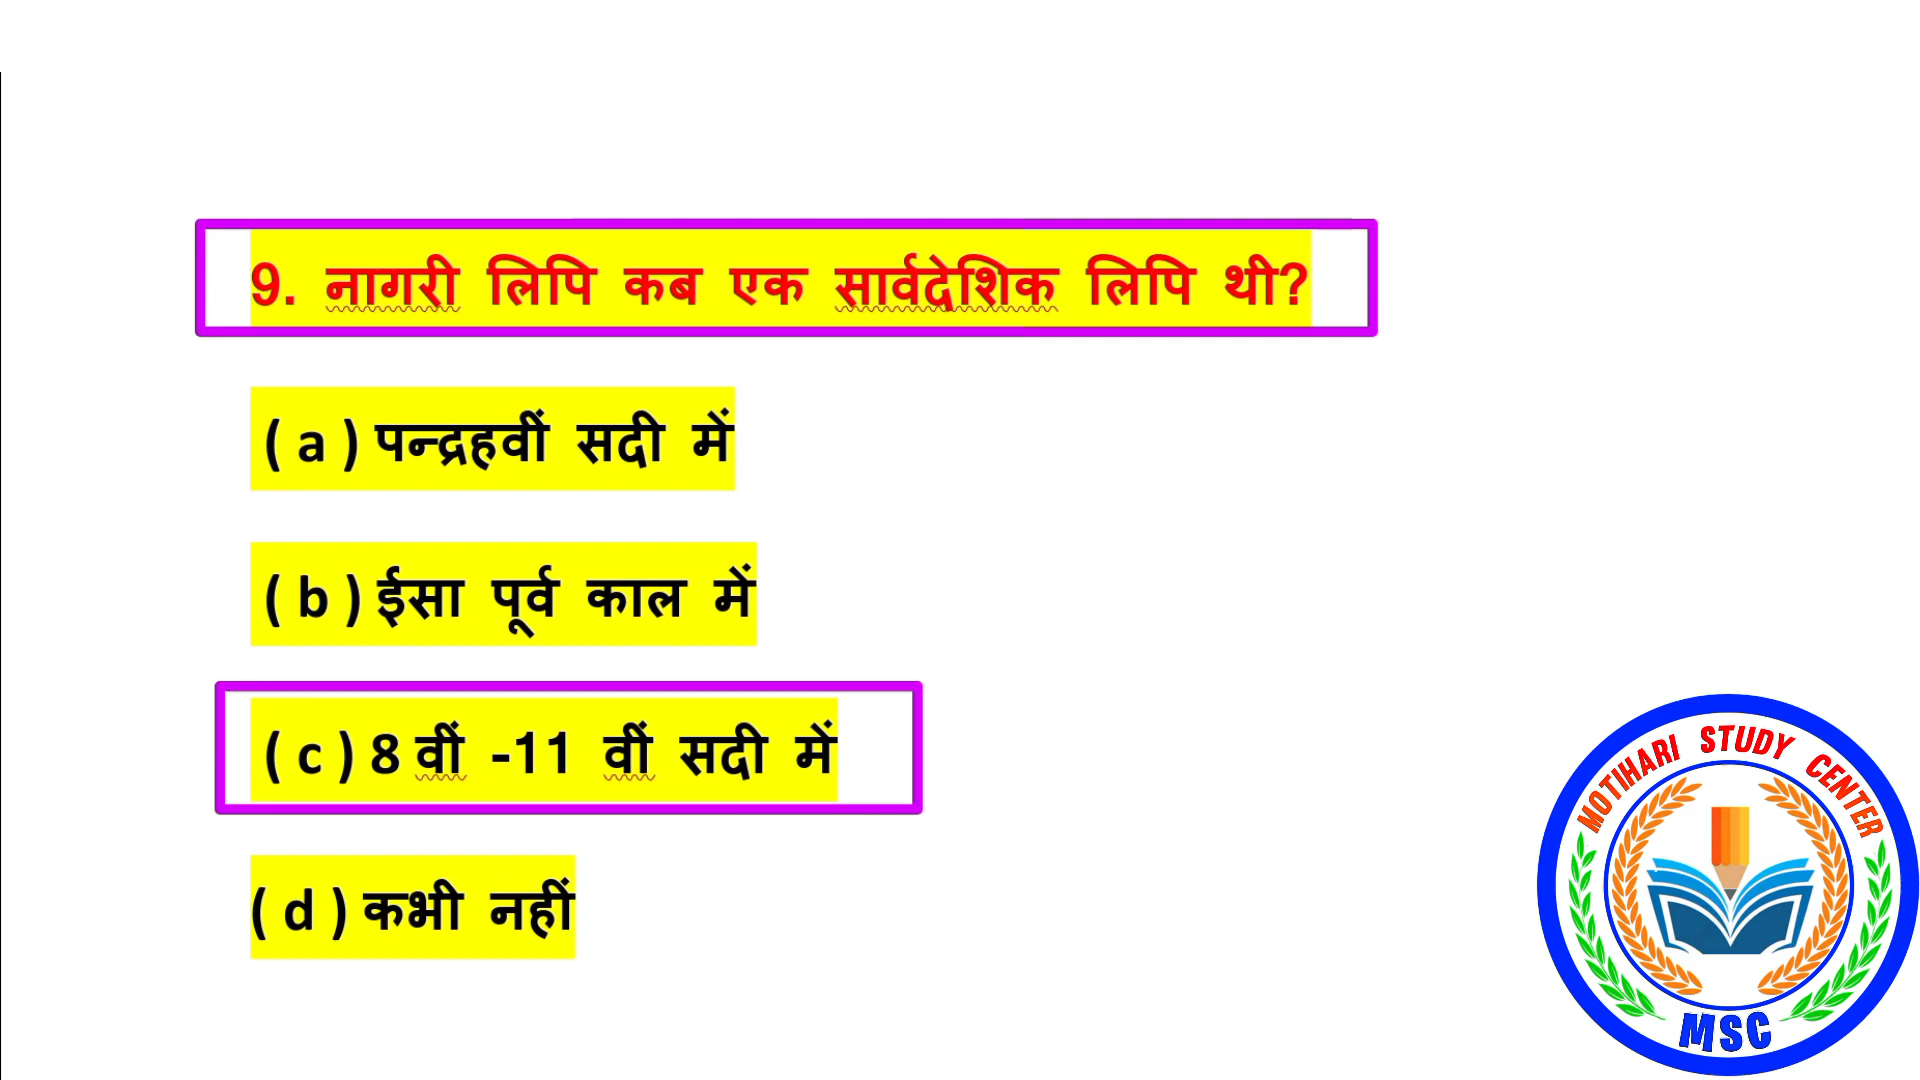 9. नागरी लिपि कब एक सार्वदेशिक लिपि थी?
( a ) पन्द्रहवीं सदी में
( b ) ईसा पूर्व काल में
( c ) 8 वीं -11 वीं सदी में
( d ) कभी नहीं
MOTIHARI STUDY CENTER
MSC